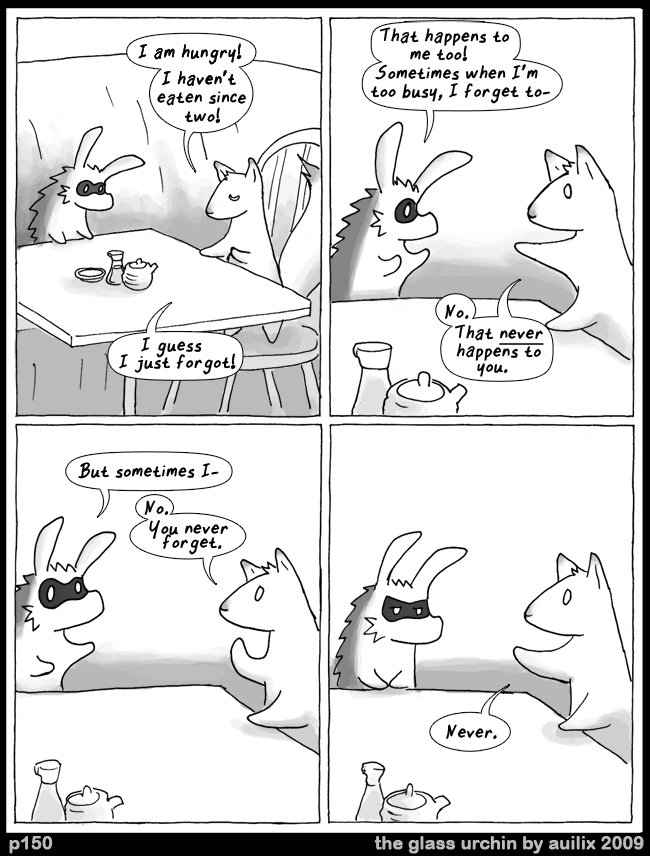 I am hungry!
I haven't
eaten since
two!
I guess
I just forgot!
That happens to
me too!
Sometimes when I'm
too busy, I forget to-
No.
That never
happens to
you.
But sometimes I-
No.
You never
forget.
Never.
p150
the glass urchin by auilix 2009